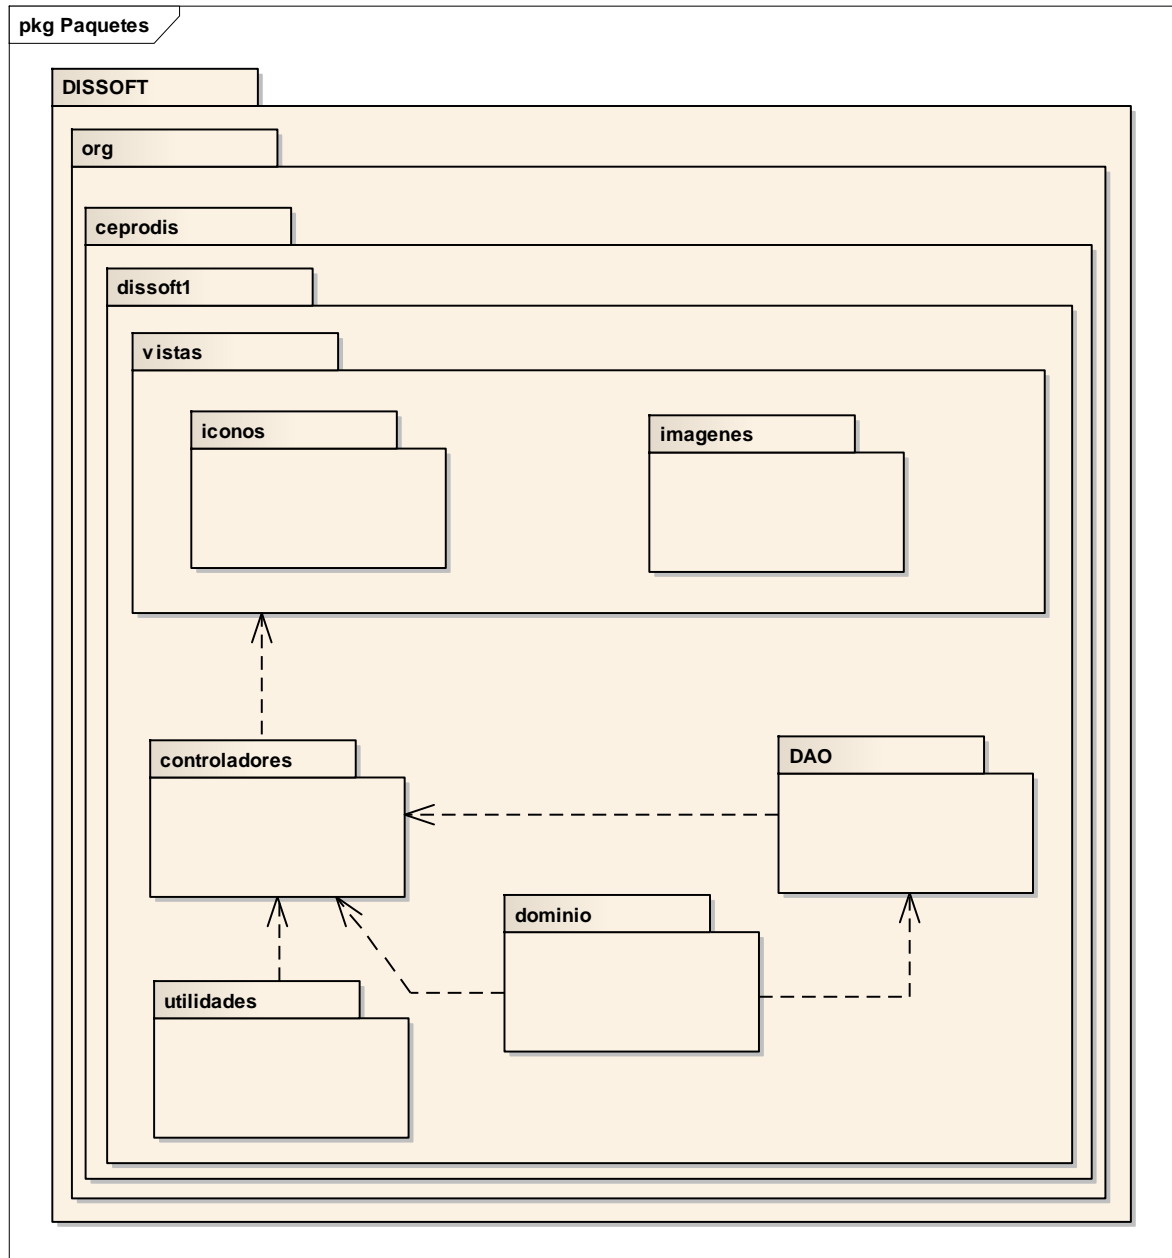 pkg Paquetes
DISSOFT
org
ceprodis
dissoft1
vistas
iconos
imagenes
controladores
DAO
dominio
utilidades